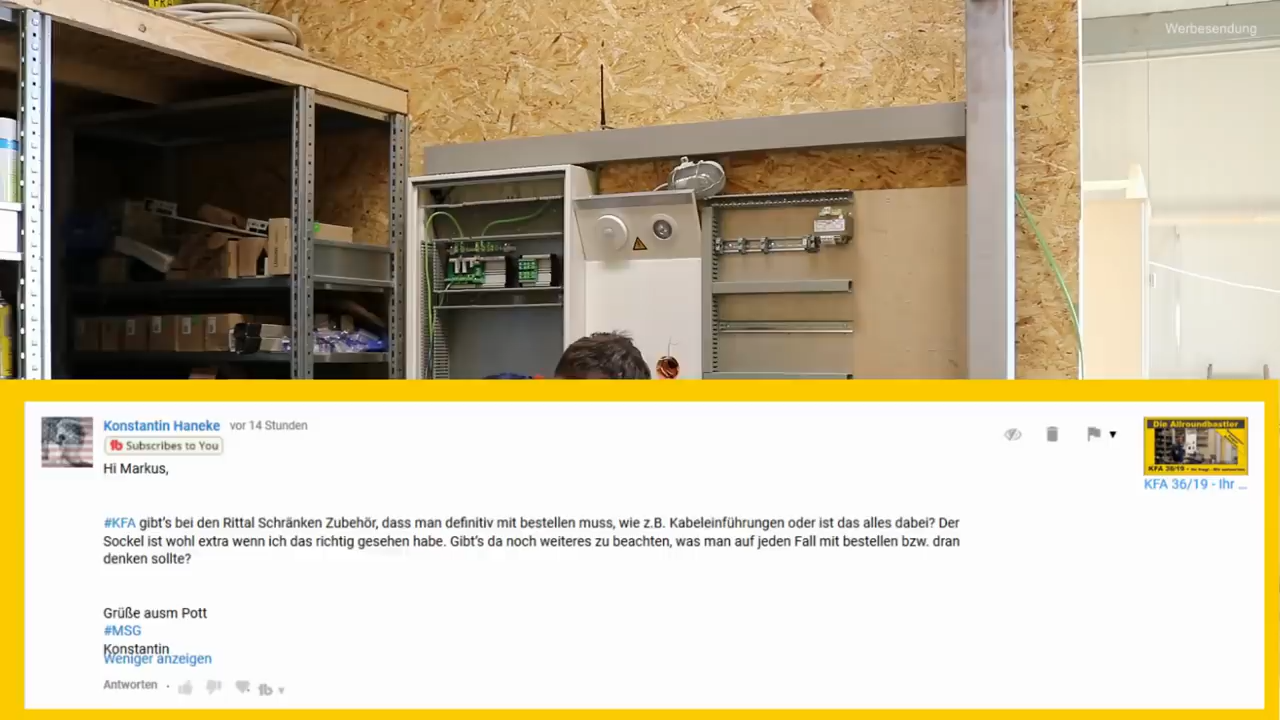 Werbesendung
Konstantin Haneke vor 14 Stunden
tb Subscribes to You
Hi Markus,
#KFA gibt's bei den Rittal Schränken Zubehör, dass man definitiv mit bestellen muss, wie z.B. Kabeleinführungen oder ist das alles dabei? Der
Sockel ist wohl extra wenn ich das richtig gesehen habe. Gibt's da noch weiteres zu beachten, was man auf jeden Fall mit bestellen bzw. dran
denken sollte?
Grüße ausm Pott
#MSG
Konstantin
Weniger anzeigen
Antworten
tb
Die Allroundbastler
KFA 36/19 - Ihr ...